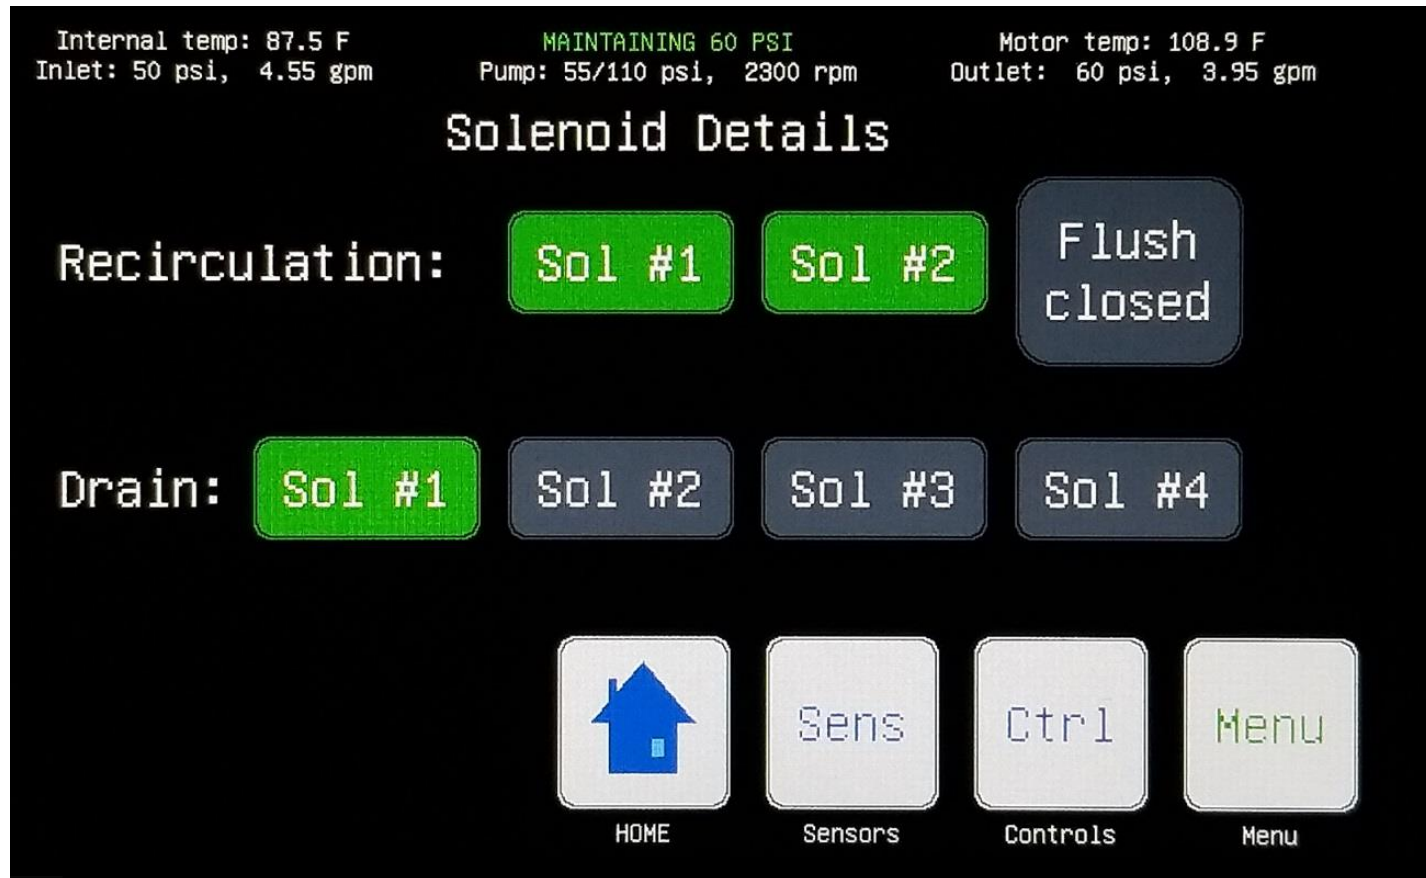 Internal temp: 87.5 F MAINTAINING 60 PSI Motor temp: 108.9 F
Inlet: 50 psi, 4.55 gpm Pump: 55/110 psi, 2300 rpm Outlet: 60 psi, 3.95 gpm
Solenoid Details
Recirculation: Sol #1 Sol #2 Flush
closed
Drain: Sol #1 Sol #2 Sol #3 Sol #4
Sens Ctrl Menu
HOME Sensors Controls Menu